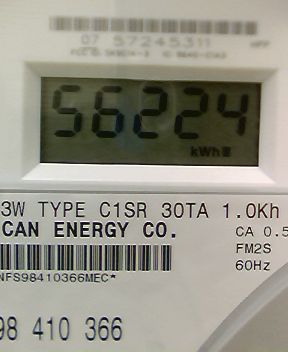 07 57245311
56224
kWh
3W TYPE C1SR 30TA 1.0Kh
CAN ENERGY CO.
CA 0.5
FM2S
60Hz
NFS98410366MEC*
98 410 366